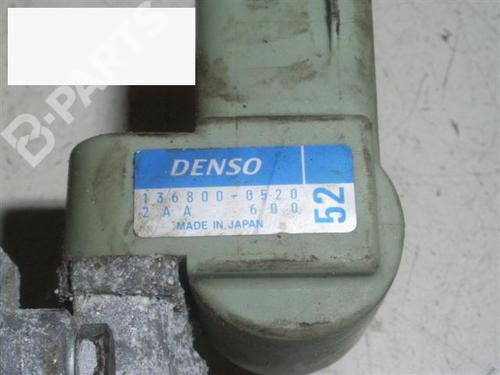 B-PARTS
DENSO
136800-0520
2AA 600
52
MADE IN JAPAN